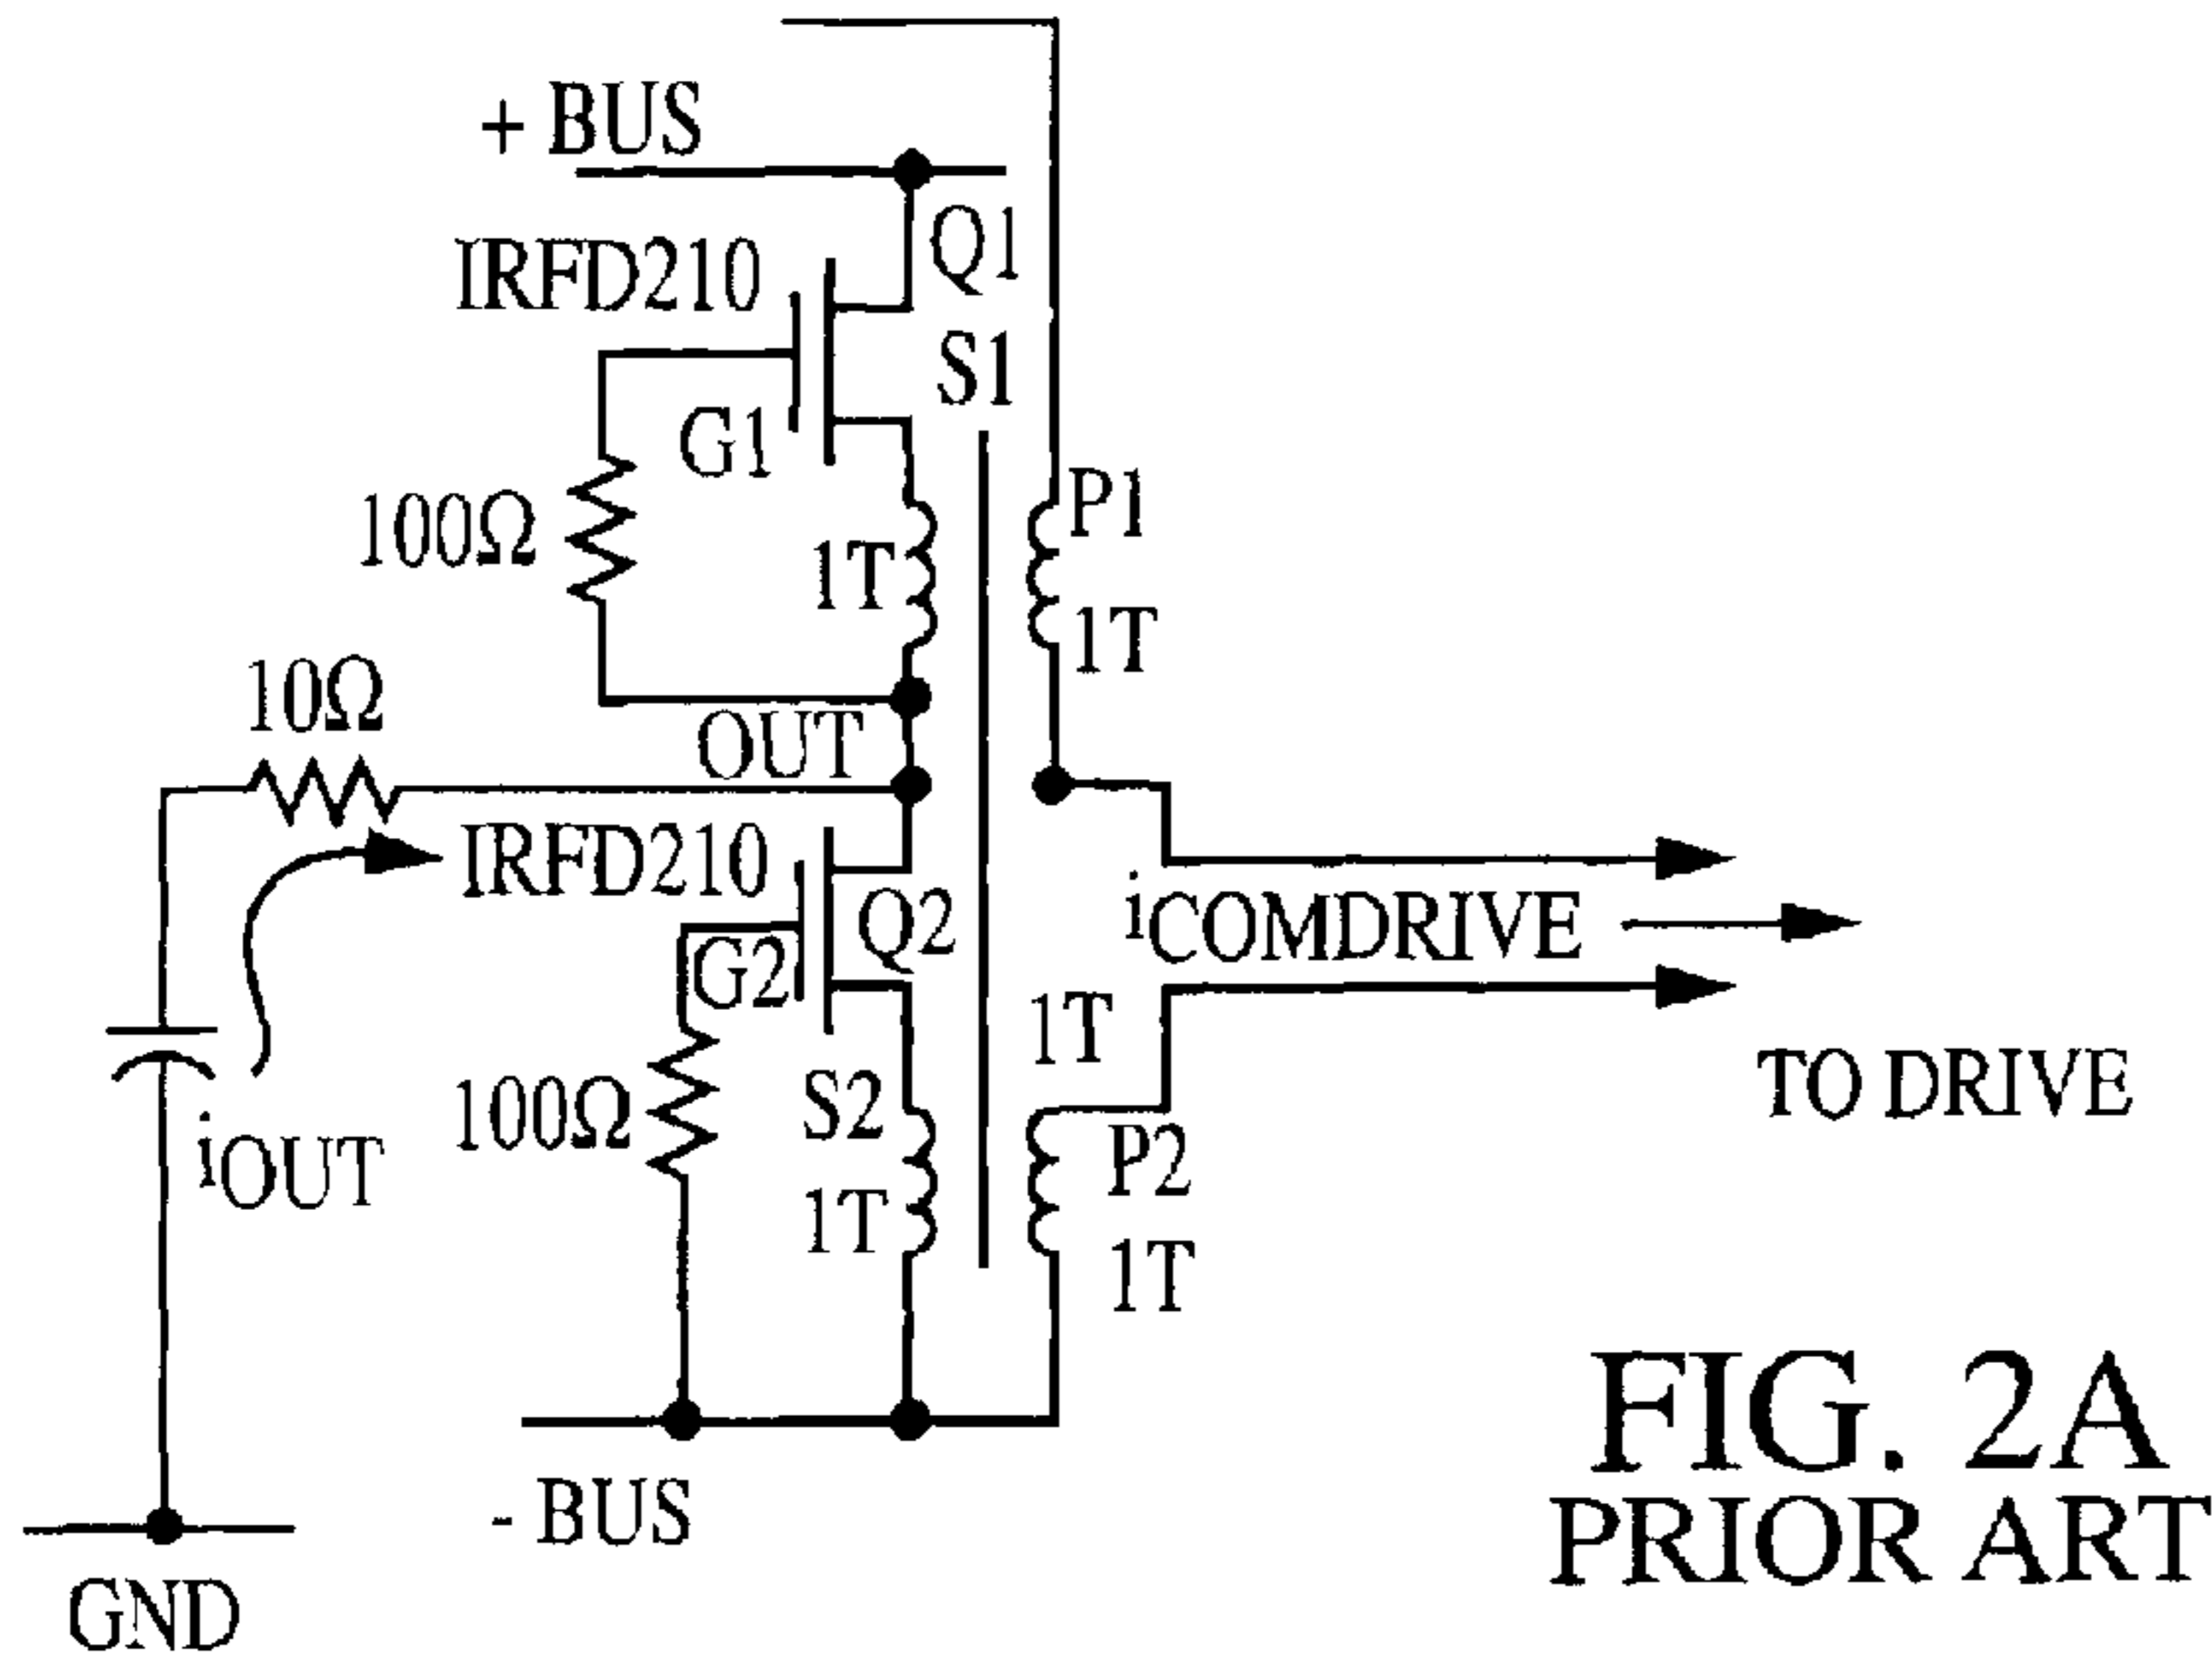 + BUS
Q1
IRFD210
S1
G1
P1
100Ω
1T
1T
10Ω
OUT
IRFD210
Q2
iCOMDRIVE
G2
1T
TO DRIVE
100Ω
S2
iOUT
P2
1T
1T
- BUS
GND
FIG. 2A
PRIOR ART